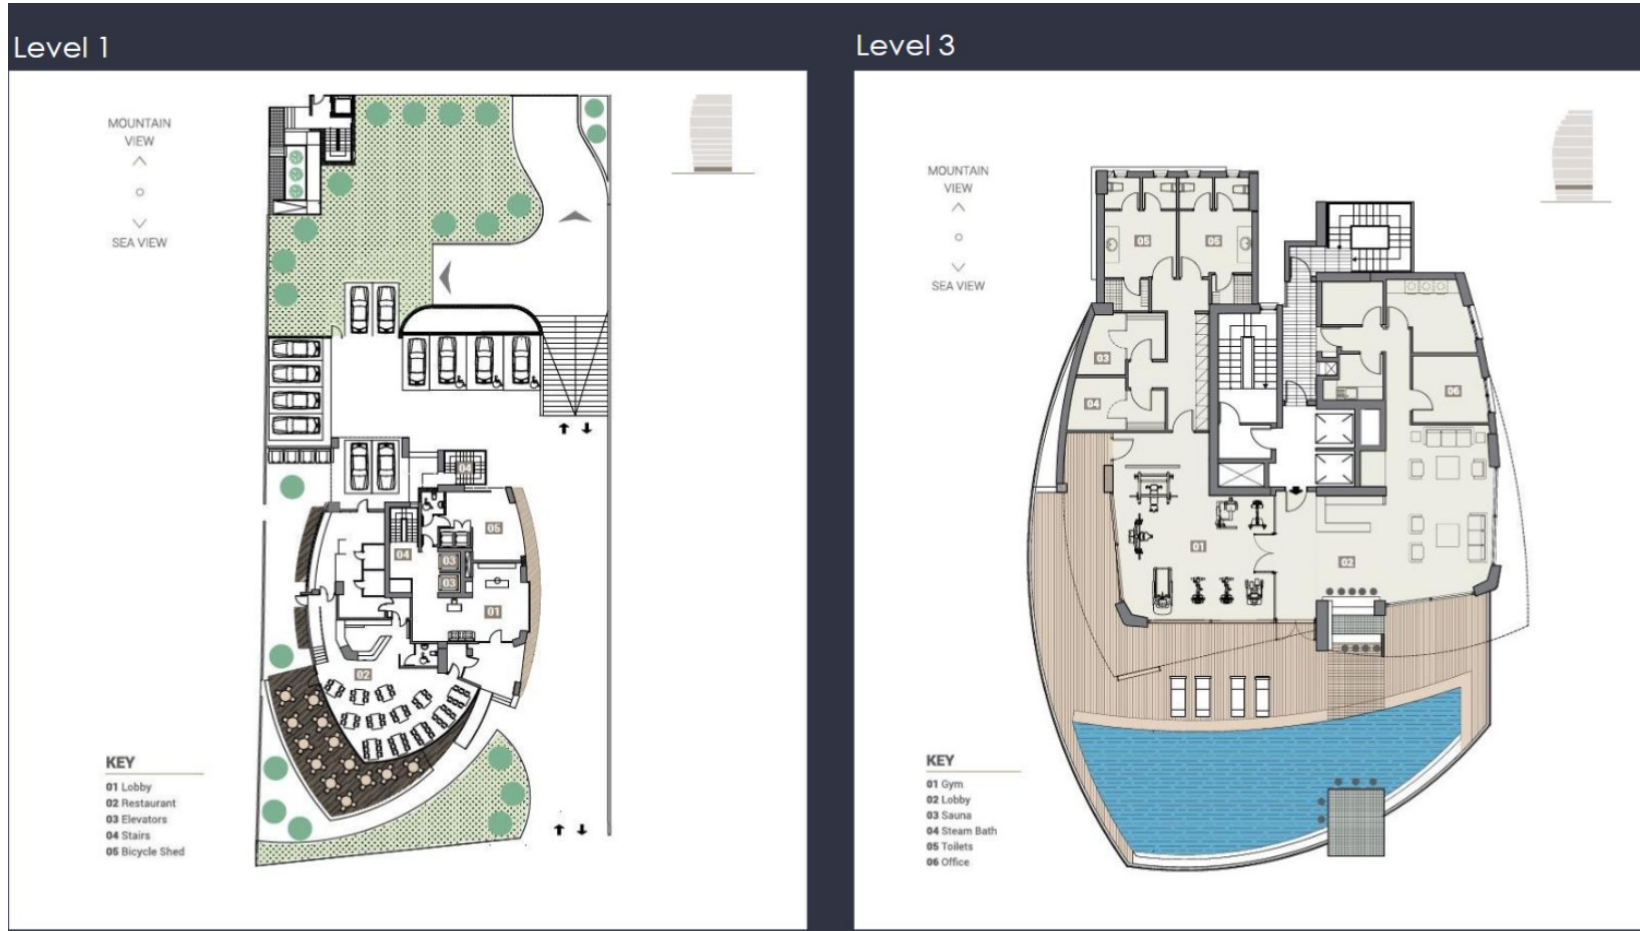 Level 1
MOUNTAIN
VIEW
SEA VIEW
04
05
04
03
03
01
02
KEY
01 Lobby
02 Restaurant
03 Elevators
04 Stairs
05 Bicycle Shed
Level 3
MOUNTAIN
VIEW
SEA VIEW
05
05
03
04
06
01
02
KEY
01 Gym
02 Lobby
03 Sauna
04 Steam Bath
05 Toilets
06 Office